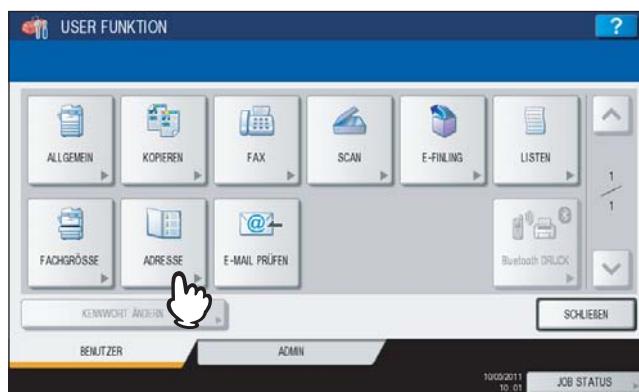 USER FUNKTION
?
ALLGEMEIN
KOPIEREN
FAX
SCAN
E-FINLING
LISTEN
1
1
FACHGRÖSSE
ADRESSE
@
E-MAIL PRÜFEN
Bluetooth DRUCK
KENNWORT ÄNDERN
SCHLIEßEN
BENUTZER
ADMIN
10/05/2011
10:01
JOB STATUS